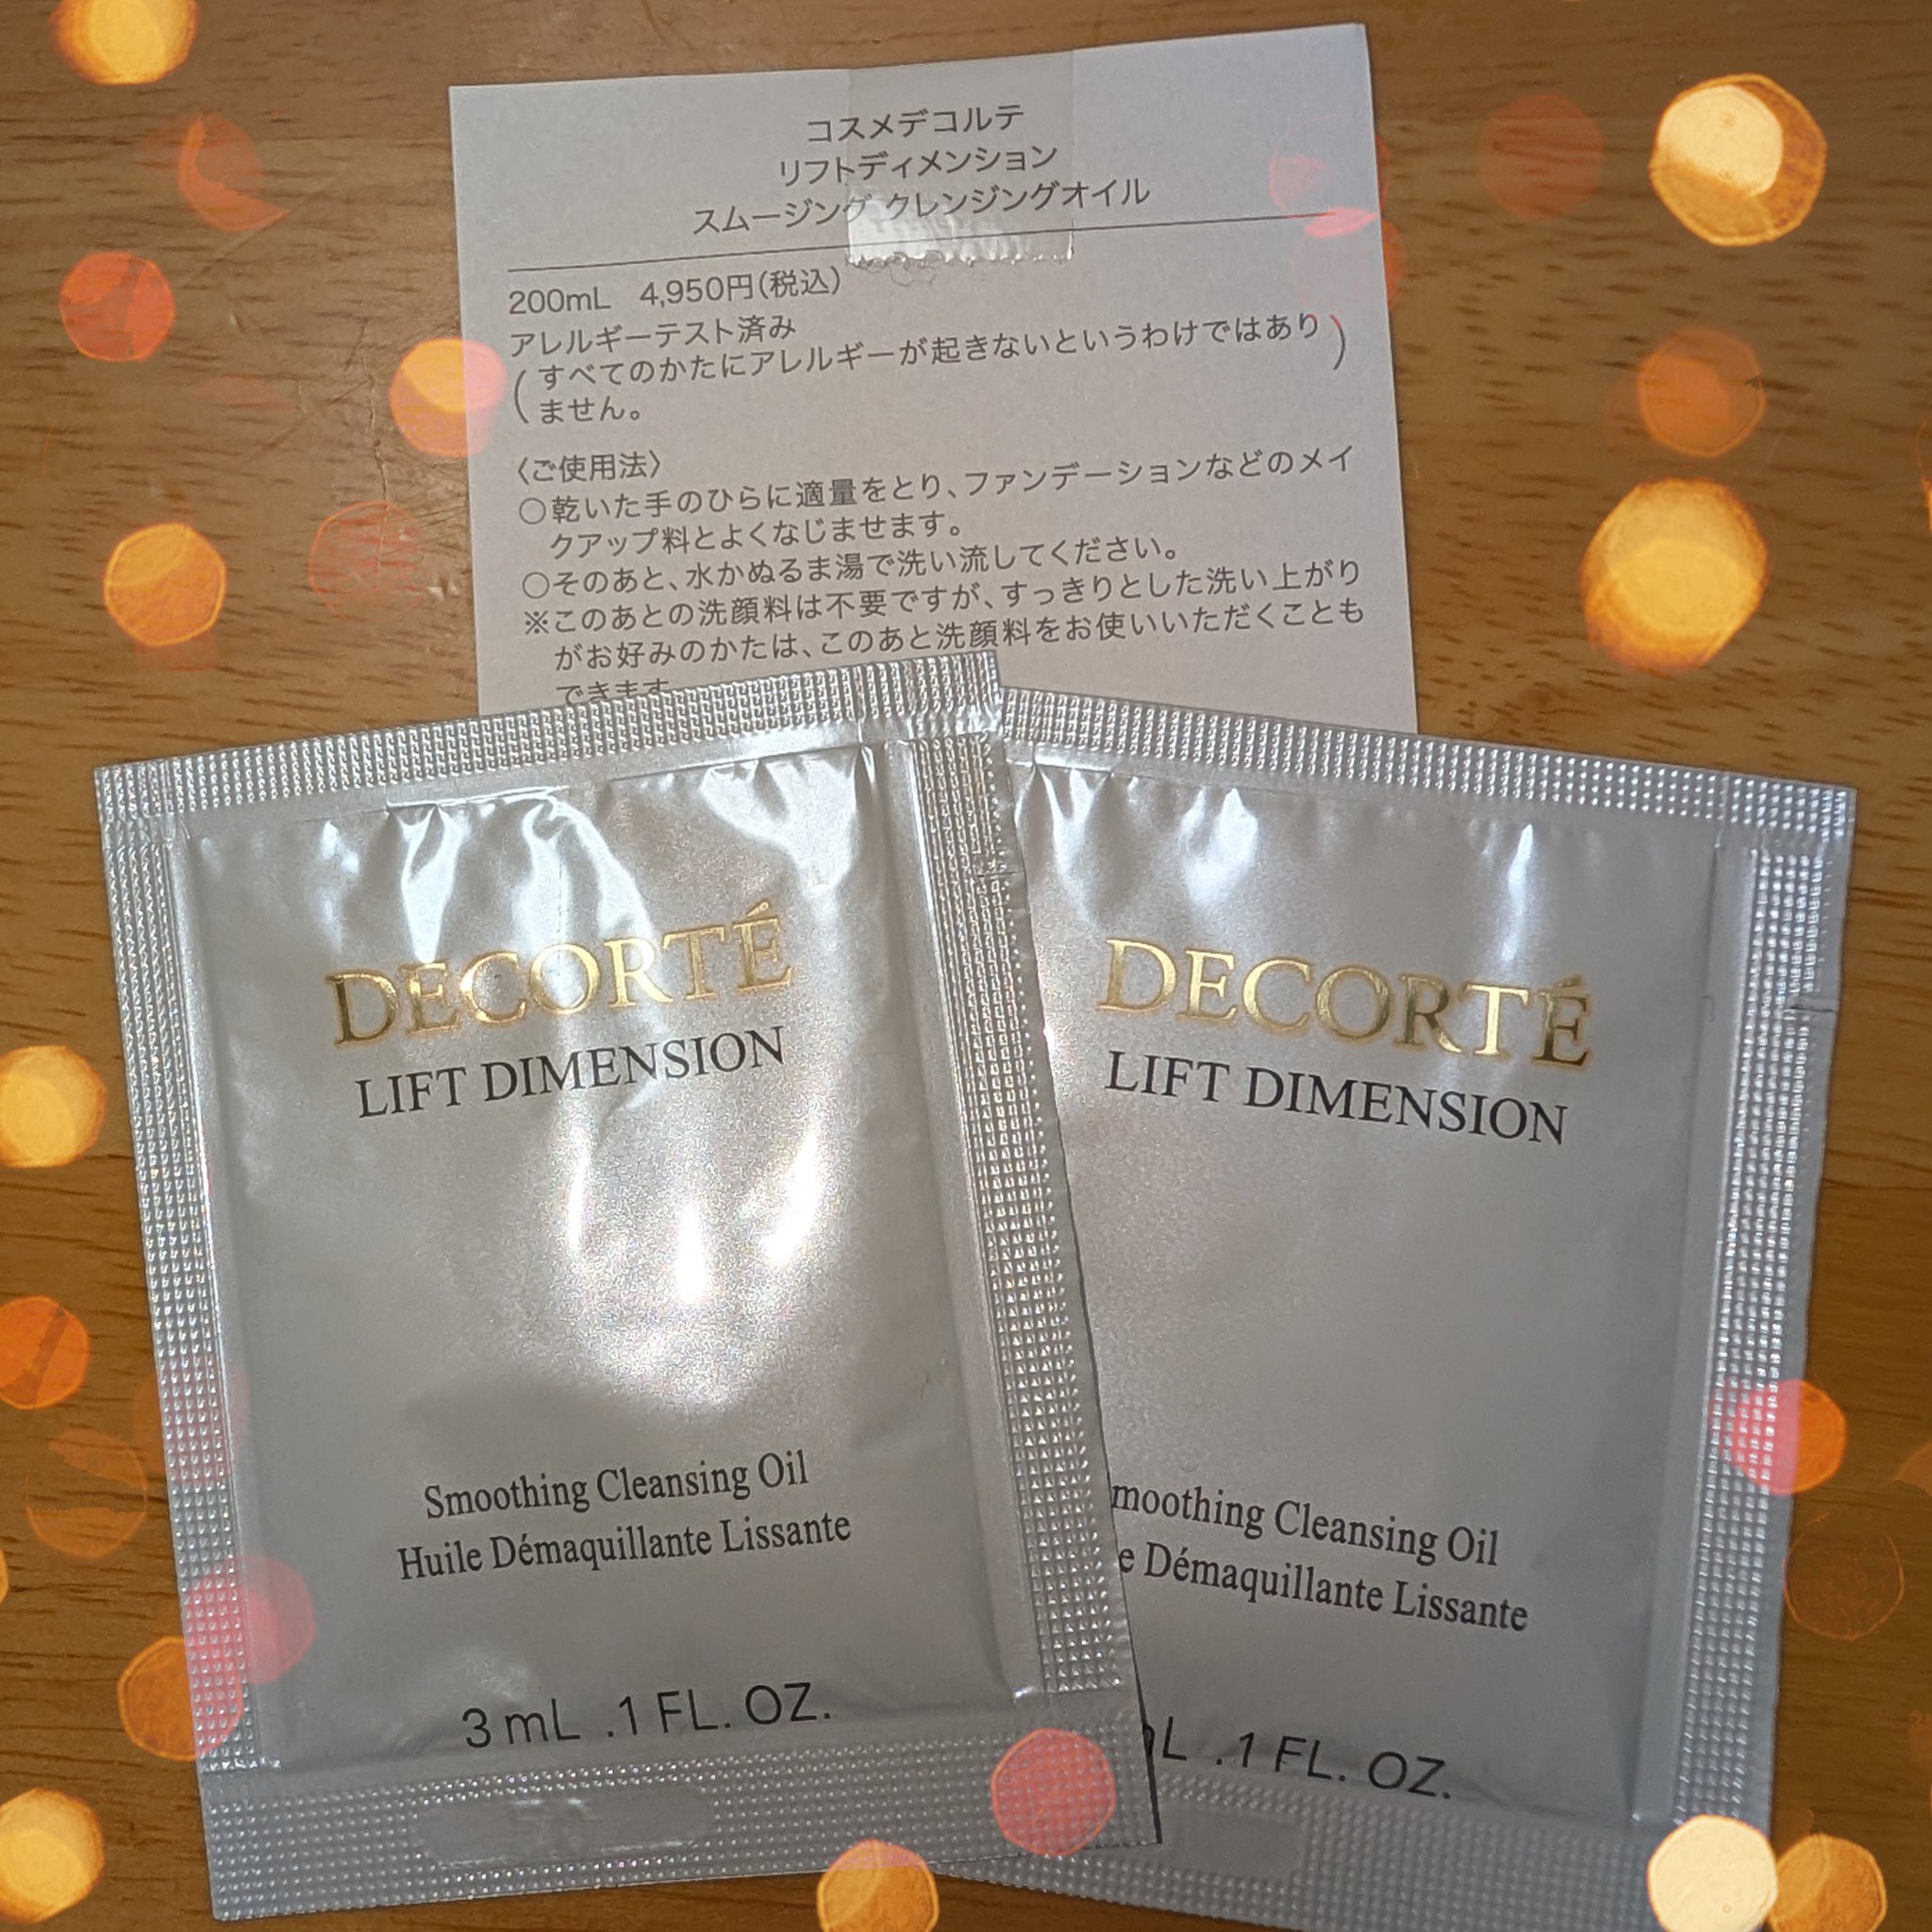 コスメデコルテ
リフトディメンション
スムージング クレンジングオイル
200mL 4,950円(税込)
アレルギーテスト済み
(すべてのかたにアレルギーが起きないというわけではあり
ません。)
〈ご使用法〉
○乾いた手のひらに適量をとり、ファンデーションなどのメイ
クアップ料とよくなじませます。
○そのあと、水かぬるま湯で洗い流してください。
※このあとの洗顔料は不要ですが、すっきりとした洗い上がり
がお好みのかたは、このあと洗顔料をお使いいただくことも
できます
DECORTÉ
LIFT DIMENSION
Smoothing Cleansing Oil
Huile Démaquillante Lissante
3 mL .1 FL. OZ.
DECORTÉ
LIFT DIMENSION
moothing Cleansing Oil
e Démaquillante Lissante
L .1 FL. OZ.